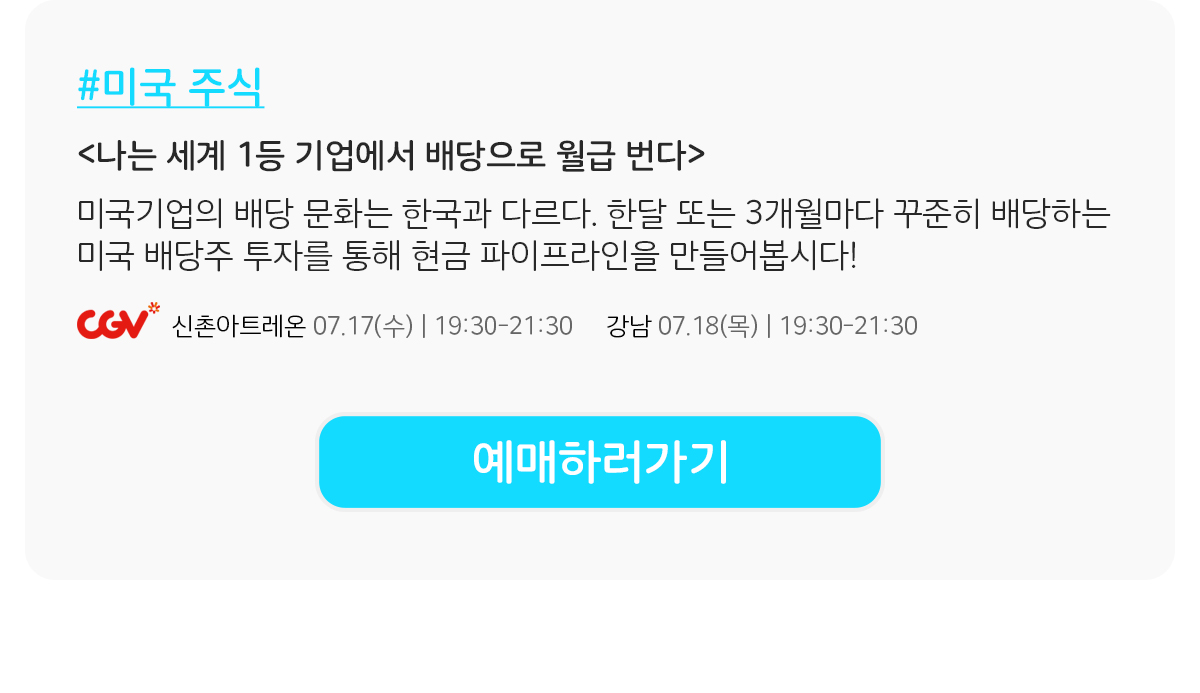 #미국 주식
<나는 세계 1등 기업에서 배당으로 월급 번다>
미국기업의 배당 문화는 한국과 다르다. 한달 또는 3개월마다 꾸준히 배당하는
미국 배당주 투자를 통해 현금 파이프라인을 만들어봅시다!
CGV 신촌아트레온 07.17(수) | 19:30-21:30 강남 07.18(목) | 19:30-21:30
예매하러가기